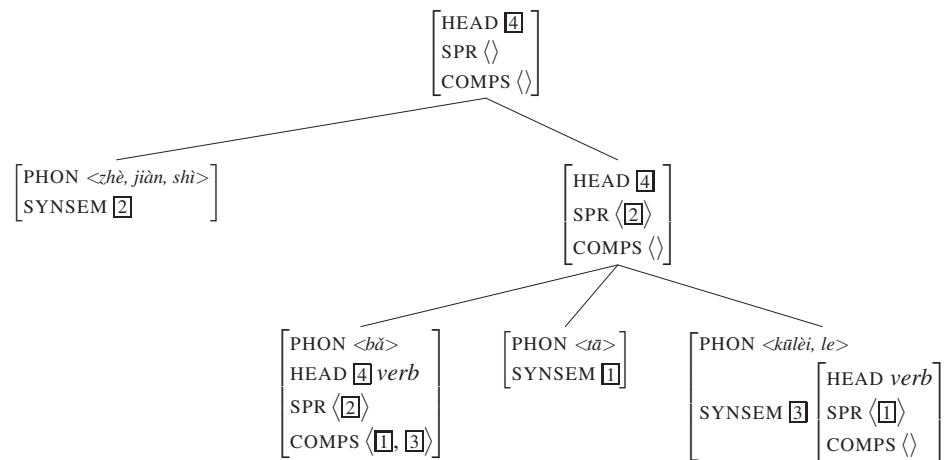 HEAD 4
SPR ⟨⟩
COMPS ⟨⟩
PHON <zhè, jiàn, shì>
SYNSEM 2
HEAD 4
SPR ⟨2⟩
COMPS ⟨⟩
PHON <bǎ>
HEAD 4 verb
SPR ⟨2⟩
COMPS ⟨1, 3⟩
PHON <tā>
SYNSEM 1
PHON <kūlèi, le>
SYNSEM 3
HEAD verb
SPR ⟨1⟩
COMPS ⟨⟩